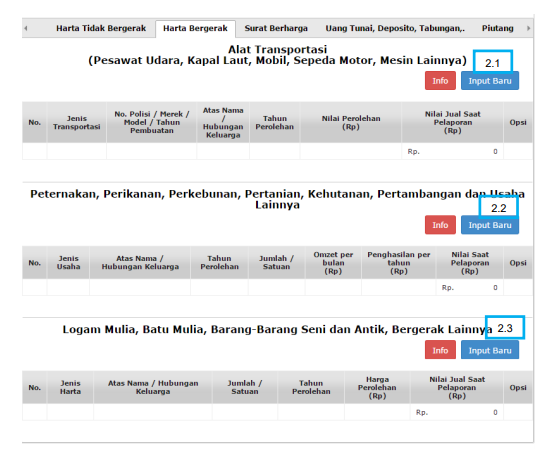 Harta Tidak Bergerak Harta Bergerak Surat Berharga Uang Tunai, Deposito, Tabungan,.. Piutang
Alat Transportasi
(Pesawat Udara, Kapal Laut, Mobil, Sepeda Motor, Mesin Lainnya)
2.1
Info Input Baru
No. Jenis Transportasi No. Polisi / Merek / Model / Tahun Pembuatan Atas Nama / Hubungan Keluarga Tahun Perolehan Nilai Perolehan (Rp) Nilai Jual Saat Pelaporan (Rp) Opsi
Rp. 0
Peternakan, Perikanan, Perkebunan, Pertanian, Kehutanan, Pertambangan dan Usaha
Lainnya
2.2
Info Input Baru
No. Jenis Usaha Atas Nama / Hubungan Keluarga Tahun Perolehan Jumlah / Satuan Omzet per bulan (Rp) Penghasilan per tahun (Rp) Nilai Saat Pelaporan (Rp) Opsi
Rp. 0
Logam Mulia, Batu Mulia, Barang-Barang Seni dan Antik, Bergerak Lainnya
2.3
Info Input Baru
No. Jenis Harta Atas Nama / Hubungan Keluarga Jumlah / Satuan Tahun Perolehan Harga Perolehan (Rp) Nilai Jual Saat Pelaporan (Rp) Opsi
Rp. 0